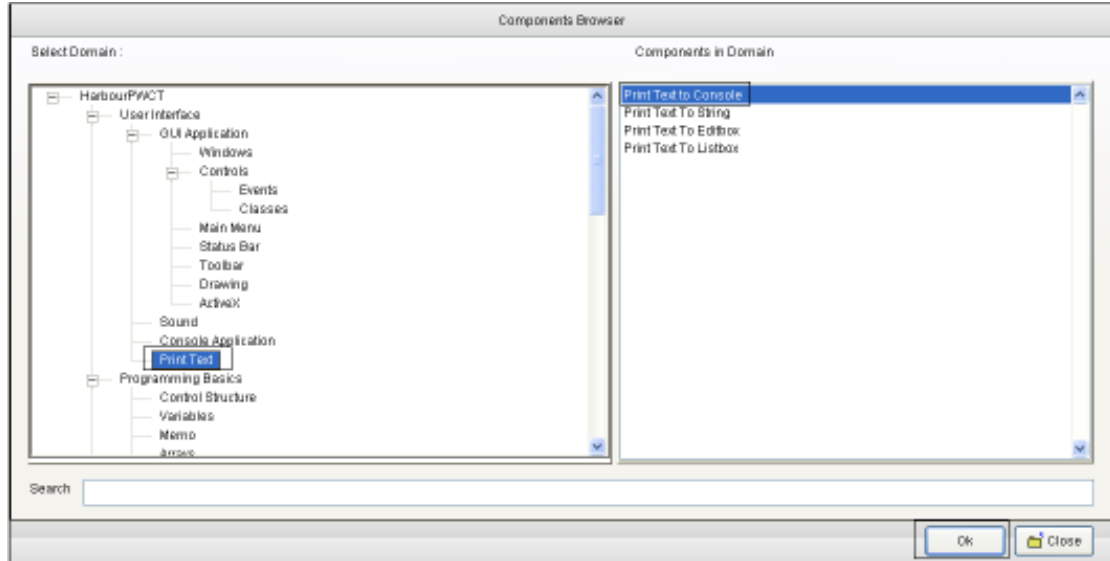 Components Browser
Select Domain :
Components in Domain
HarbourPWCT
User Interface
GUI Application
Windows
Controls
Events
Classes
Main Menu
Status Bar
Toolbar
Drawing
ActiveX
Sound
Console Application
Print Text
Programming Basics
Control Structure
Variables
Memo
Arrays
Print Text to Console
Print Text To String
Print Text To Editbox
Print Text To Listbox
Search
Ok
Close